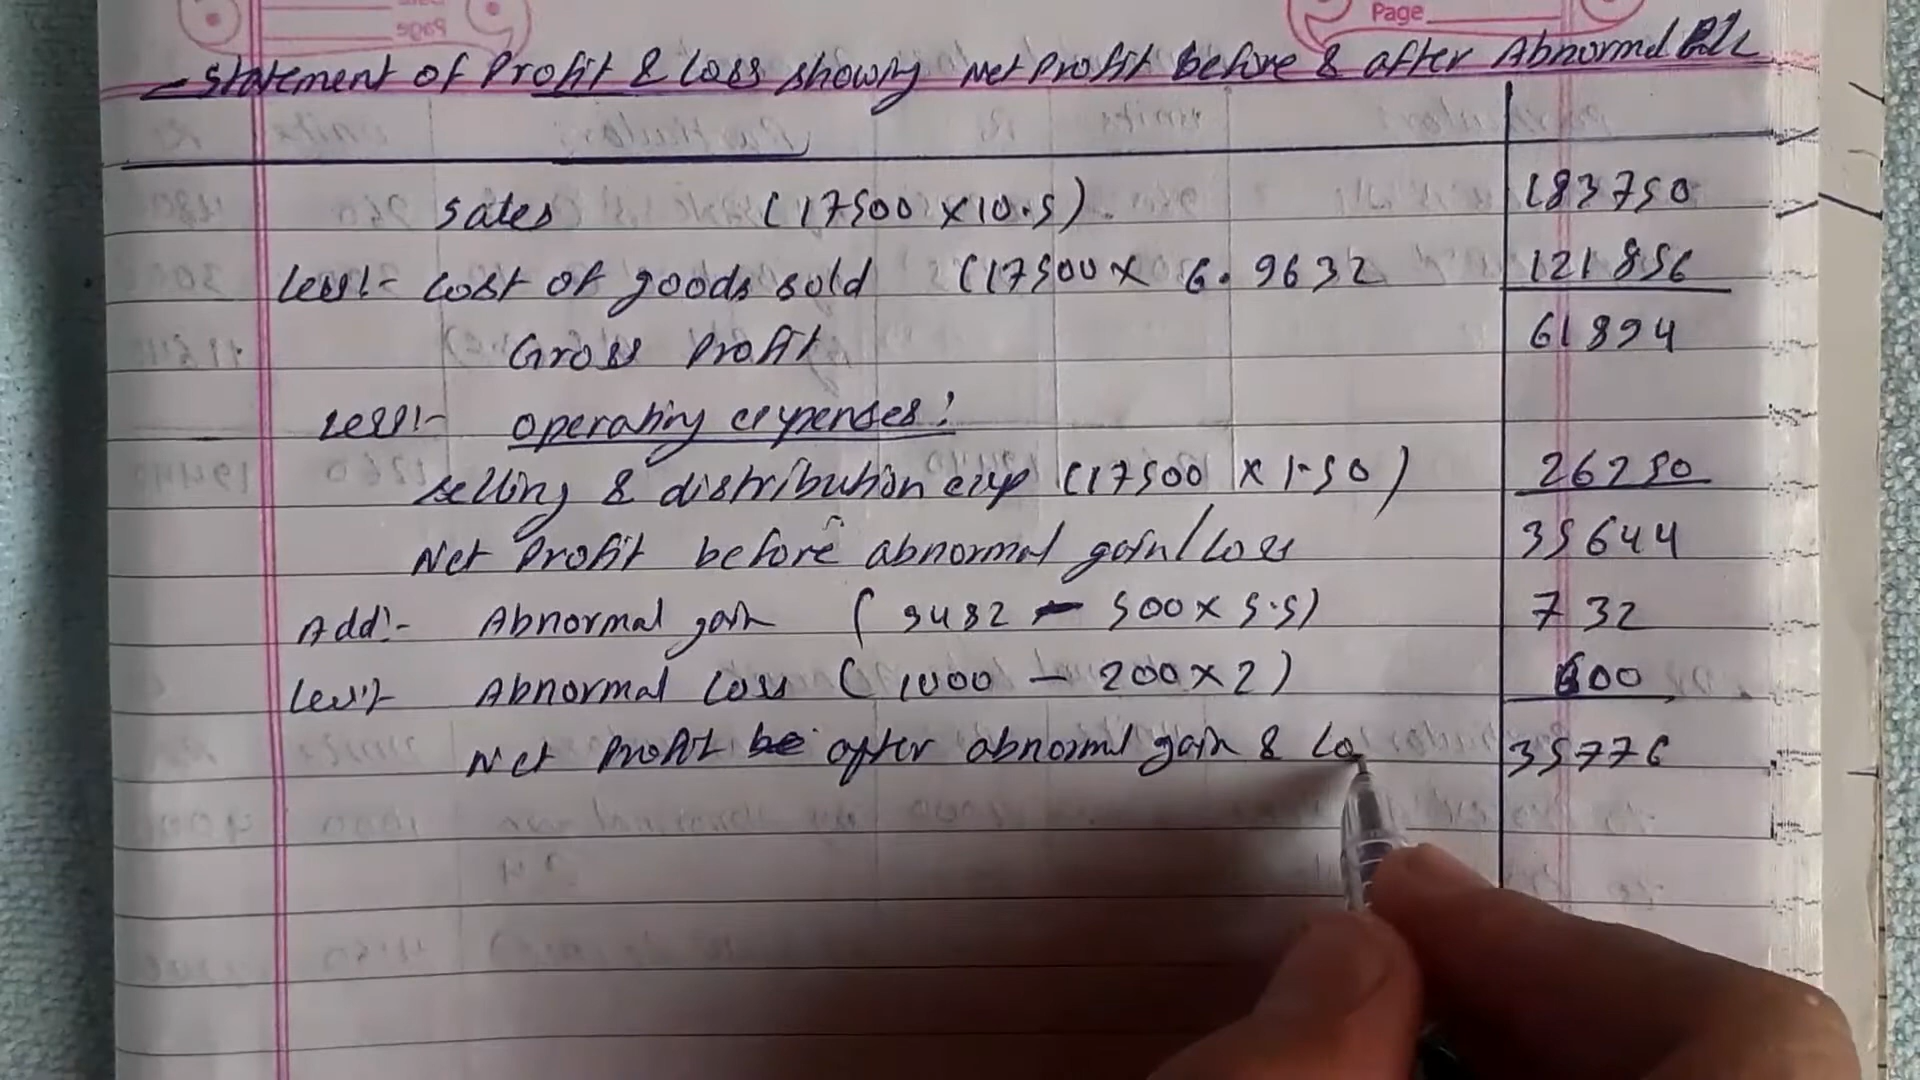 Page
Statement of Profit & Loss showing Net Profit Before & after Abnormal
Sales (17500 x 10.5) 183750
Less:- Cost of goods sold (17500 x 6.9632 121856
Gross Profit 61894
Less:- operating expenses:
Selling & distribution exp (17500 x 1.50) 26250
Net Profit before abnormal gain/Loss 35644
Add:- Abnormal gain (3482 - 500 x 5.5) 732
Less:- Abnormal Loss (1000 - 200 x 2) 600
Net Profit be after abnormal gain & Lo 35776